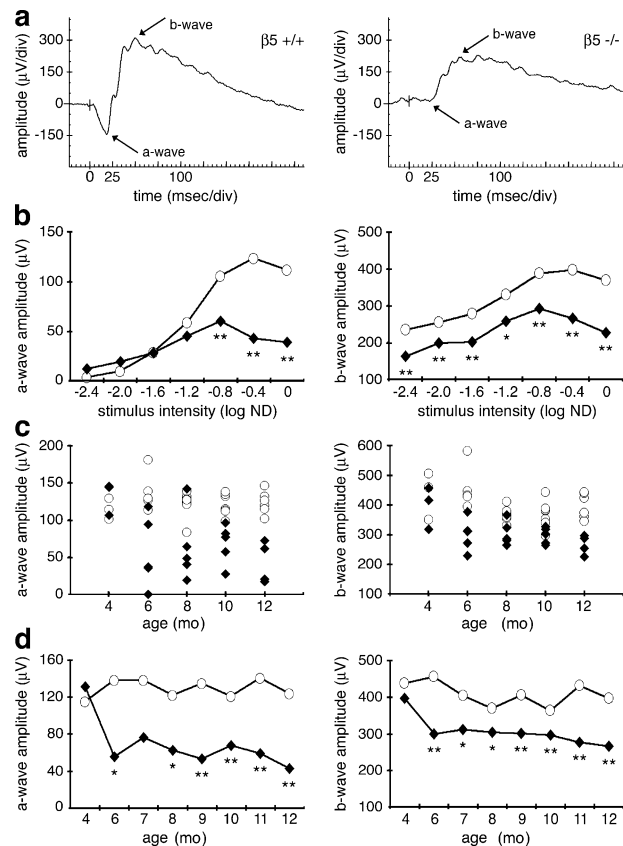 a
b-wave
β5 +/+
a-wave
amplitude (µV/div)
300
150
0
-150
0 25 100
time (msec/div)
b-wave
β5 -/-
a-wave
amplitude (µV/div)
300
150
0
-150
0 25 100
time (msec/div)
b
a-wave amplitude (µV)
150
100
50
0
** ** **
-2.4 -2.0 -1.6 -1.2 -0.8 -0.4 0
stimulus intensity (log ND)
b-wave amplitude (µV)
500
400
300
200
100
** ** ** * ** ** **
-2.4 -2.0 -1.6 -1.2 -0.8 -0.4 0
stimulus intensity (log ND)
c
a-wave amplitude (µV)
200
150
100
50
0
4 6 8 10 12
age (mo)
b-wave amplitude (µV)
600
500
400
300
200
100
4 6 8 10 12
age (mo)
d
a-wave amplitude (µV)
160
120
80
40
0
* * ** ** ** **
4 6 7 8 9 10 11 12
age (mo)
b-wave amplitude (µV)
500
400
300
200
100
** * * ** ** ** **
4 6 7 8 9 10 11 12
age (mo)